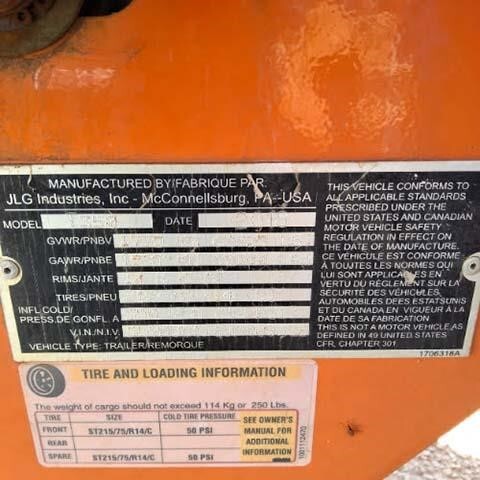 MANUFACTURED BY/FABRIQUE PAR
JLG Industries, Inc - McConnellsburg, PA - USA
MODEL DATE
GVWR/PNBV
GAWR/PNBE
RIMS/JANTE
TIRES/PNEU
INFL.COLD/
PRESS.DE GONFL. A
V.I.N./N.I.V.
VEHICLE TYPE: TRAILER/REMORQUE
THIS VEHICLE CONFORMS TO
ALL APPLICABLE STANDARDS
PRESCRIBED UNDER THE
UNITED STATES AND CANADIAN
MOTOR VEHICLE SAFETY
REGULATION IN EFFECT ON
THE DATE OF MANUFACTURE.
CE VÉHICULE EST CONFORME
À TOUTES LES NORMES QUI
LUI SONT APPLICABLES EN
VERTU DU RÉGLEMENT SUR LA
SÉCURITÉ DES VÉHICULES,
AUTOMOBILES DEES ESTATSUNIS
ET DU CANADA EN VIGUEUR A LA
DATE DE SA FABRICATION
THIS IS NOT A MOTOR VEHICLE,AS
DEFINED IN 49 UNITED STATES
CFR, CHAPTER 301.
1706316A
TIRE AND LOADING INFORMATION
The weight of cargo should not exceed 114 Kg or 250 Lbs.
TIRE SIZE COLD TIRE PRESSURE
FRONT ST215/75/R14/C 50 PSI
REAR
SPARE ST215/75/R14/C 50 PSI
SEE OWNER'S
MANUAL FOR
ADDITIONAL
INFORMATION
1001112470